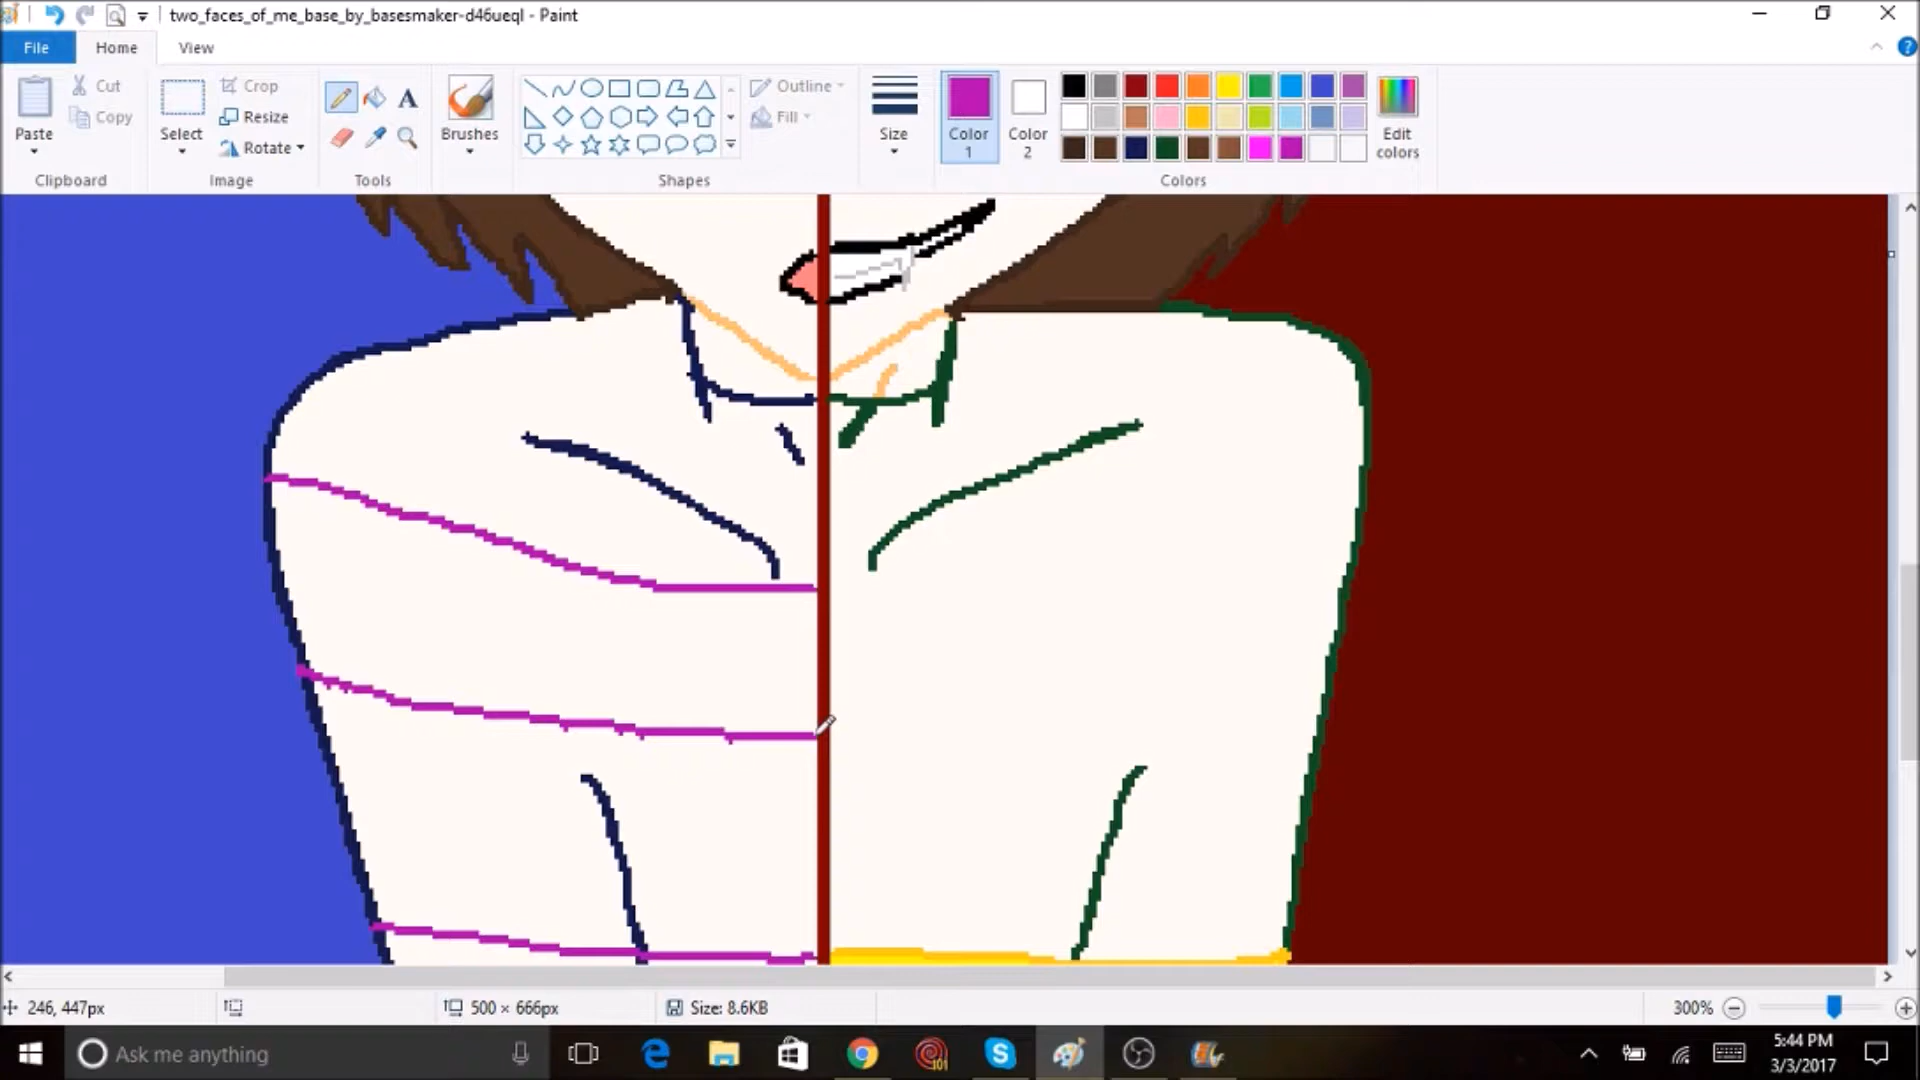 two_faces_of_me_base_by_basesmaker-d46ueql - Paint
File Home View
Paste
Cut
Copy
Clipboard
Select
Crop
Resize
Rotate
Image
A
Tools
Brushes
Shapes
Outline
Fill
Size
Color 1
Color 2
Colors
Edit colors
246, 447px
500 × 666px
Size: 8.6KB
300%
Ask me anything
101
5:44 PM
3/3/2017